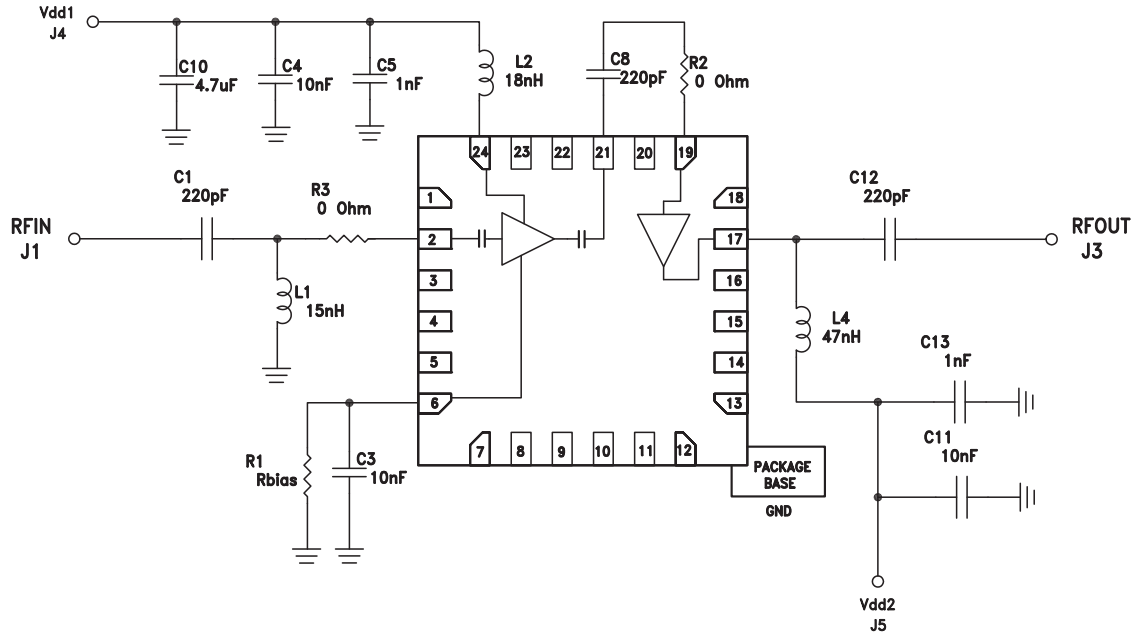 Vdd1
J4
C10
4.7uF
C4
10nF
C5
1nF
L2
18nH
C8
220pF
R2
0 Ohm
24
23
22
21
20
19
C1
220pF
R3
0 Ohm
RFIN
J1
L1
15nH
1
2
3
4
5
6
18
17
16
15
14
13
C12
220pF
RFOUT
J3
L4
47nH
C13
1nF
C11
10nF
R1
Rbias
C3
10nF
7
8
9
10
11
12
PACKAGE
BASE
GND
Vdd2
J5